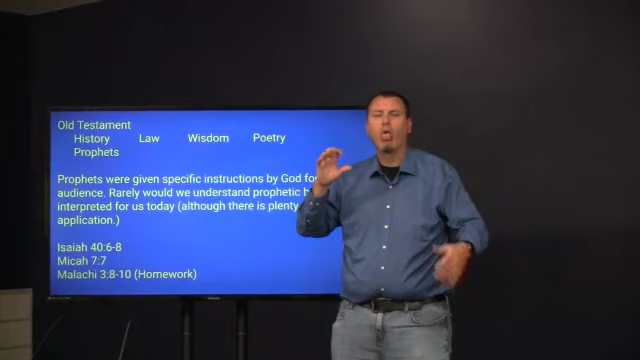 Old Testament
History Law Wisdom Poetry
Prophets
Prophets were given specific instructions by God for
audience. Rarely would we understand prophetic
interpreted for us today (although there is plenty
application.)
Isaiah 40:6-8
Micah 7:7
Malachi 3:8-10 (Homework)